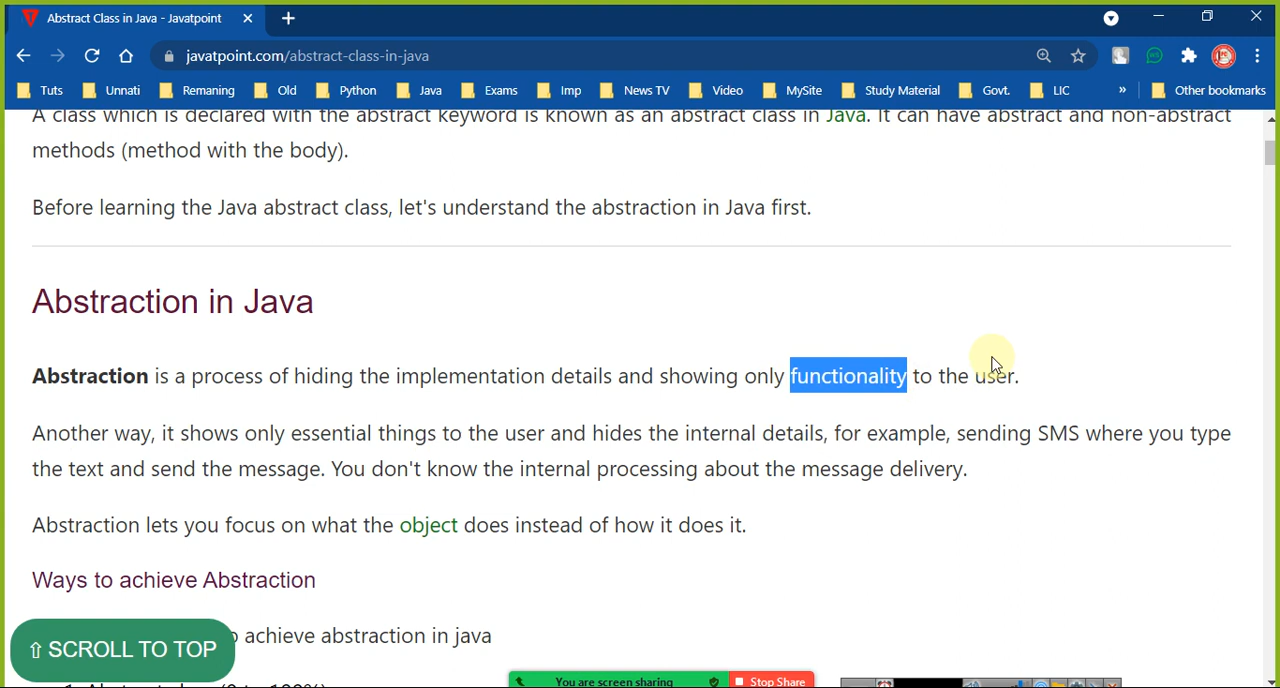 Abstract Class in Java - Javatpoint
javatpoint.com/abstract-class-in-java
Tuts Unnati Remaning Old Python Java Exams Imp News TV Video MySite Study Material Govt. LIC » Other bookmarks
A class which is declared with the abstract keyword is known as an abstract class in Java. It can have abstract and non-abstract
methods (method with the body).
Before learning the Java abstract class, let's understand the abstraction in Java first.
Abstraction in Java
Abstraction is a process of hiding the implementation details and showing only functionality to the user.
Another way, it shows only essential things to the user and hides the internal details, for example, sending SMS where you type
the text and send the message. You don't know the internal processing about the message delivery.
Abstraction lets you focus on what the object does instead of how it does it.
Ways to achieve Abstraction
achieve abstraction in java
⇧ SCROLL TO TOP
You are screen sharing Stop Share